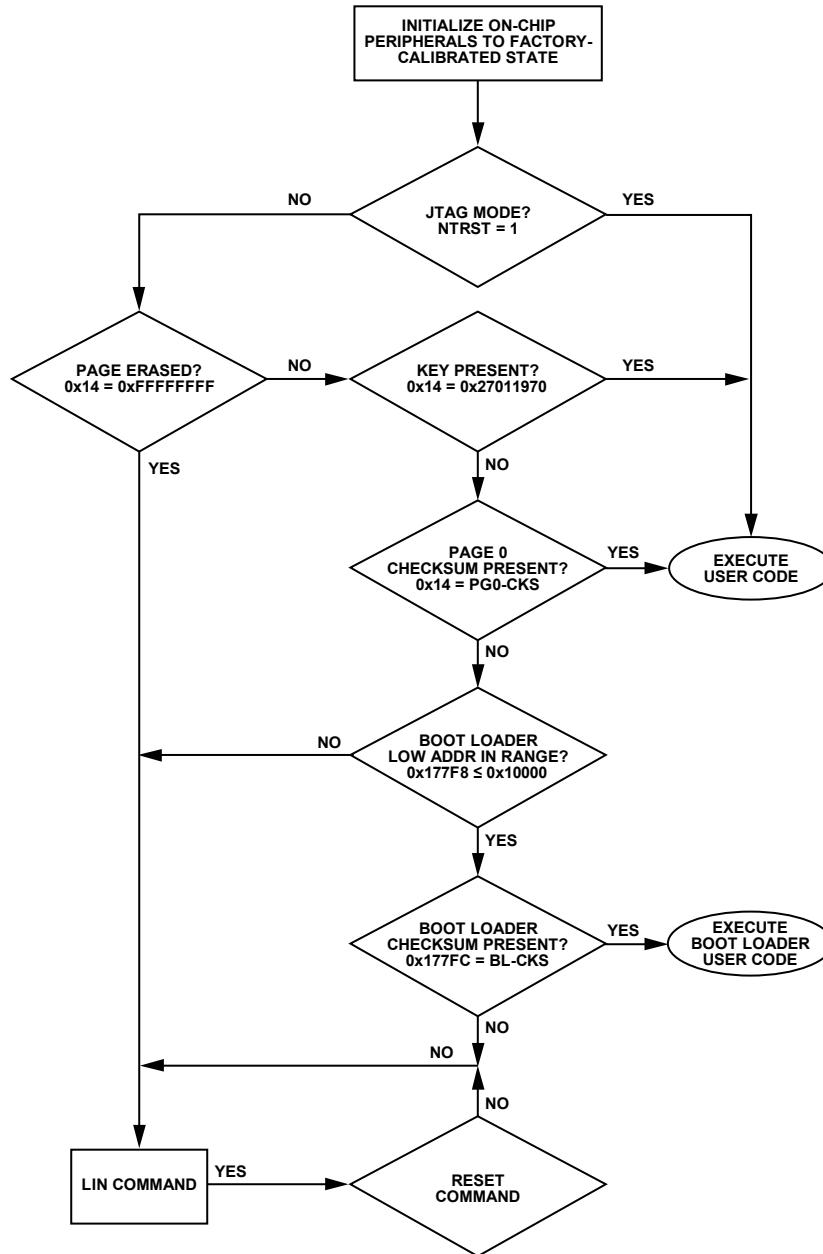 INITIALIZE ON-CHIP
PERIPHERALS TO FACTORY-
CALIBRATED STATE
NO
YES
JTAG MODE?
NTRST = 1
PAGE ERASED?
0x14 = 0xFFFFFFFF
NO
KEY PRESENT?
0x14 = 0x27011970
YES
YES
NO
PAGE 0
CHECKSUM PRESENT?
0x14 = PG0-CKS
YES
EXECUTE
USER CODE
NO
NO
BOOT LOADER
LOW ADDR IN RANGE?
0x177F8 ≤ 0x10000
YES
BOOT LOADER
CHECKSUM PRESENT?
0x177FC = BL-CKS
YES
EXECUTE
BOOT LOADER
USER CODE
NO
NO
NO
LIN COMMAND
YES
RESET
COMMAND